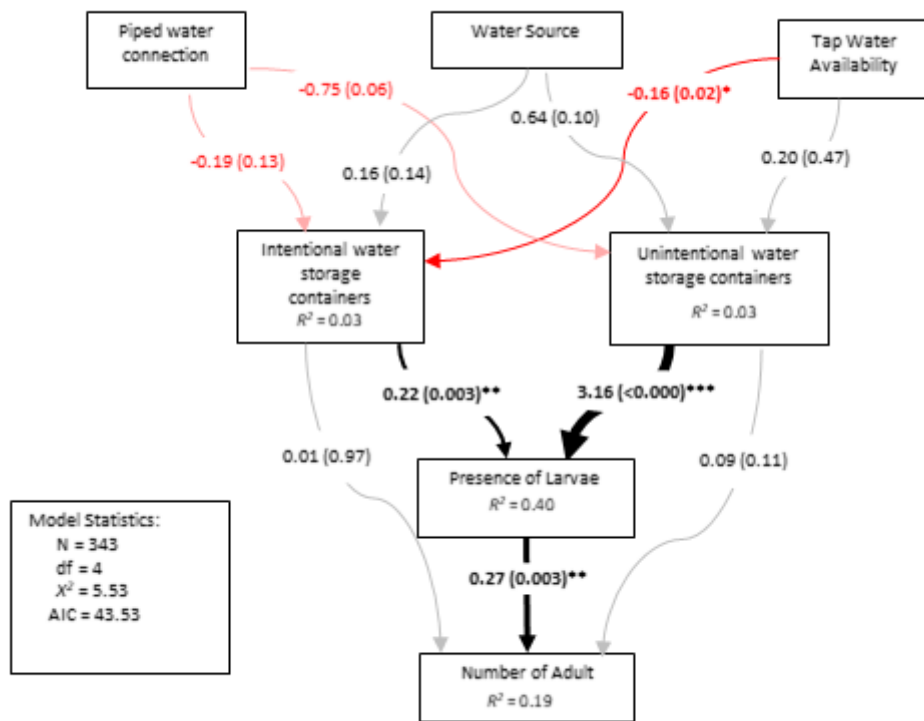 Piped water
connection
Water Source
Tap Water
Availability
-0.75 (0.06)
-0.16 (0.02)*
0.64 (0.10)
0.20 (0.47)
-0.19 (0.13)
0.16 (0.14)
Intentional water
storage
containers
R² = 0.03
Unintentional water
storage containers
R² = 0.03
0.22 (0.003)**
3.16 (<0.000)***
0.01 (0.97)
0.09 (0.11)
Presence of Larvae
R² = 0.40
Model Statistics:
N = 343
df = 4
X² = 5.53
AIC = 43.53
0.27 (0.003)**
Number of Adult
R² = 0.19